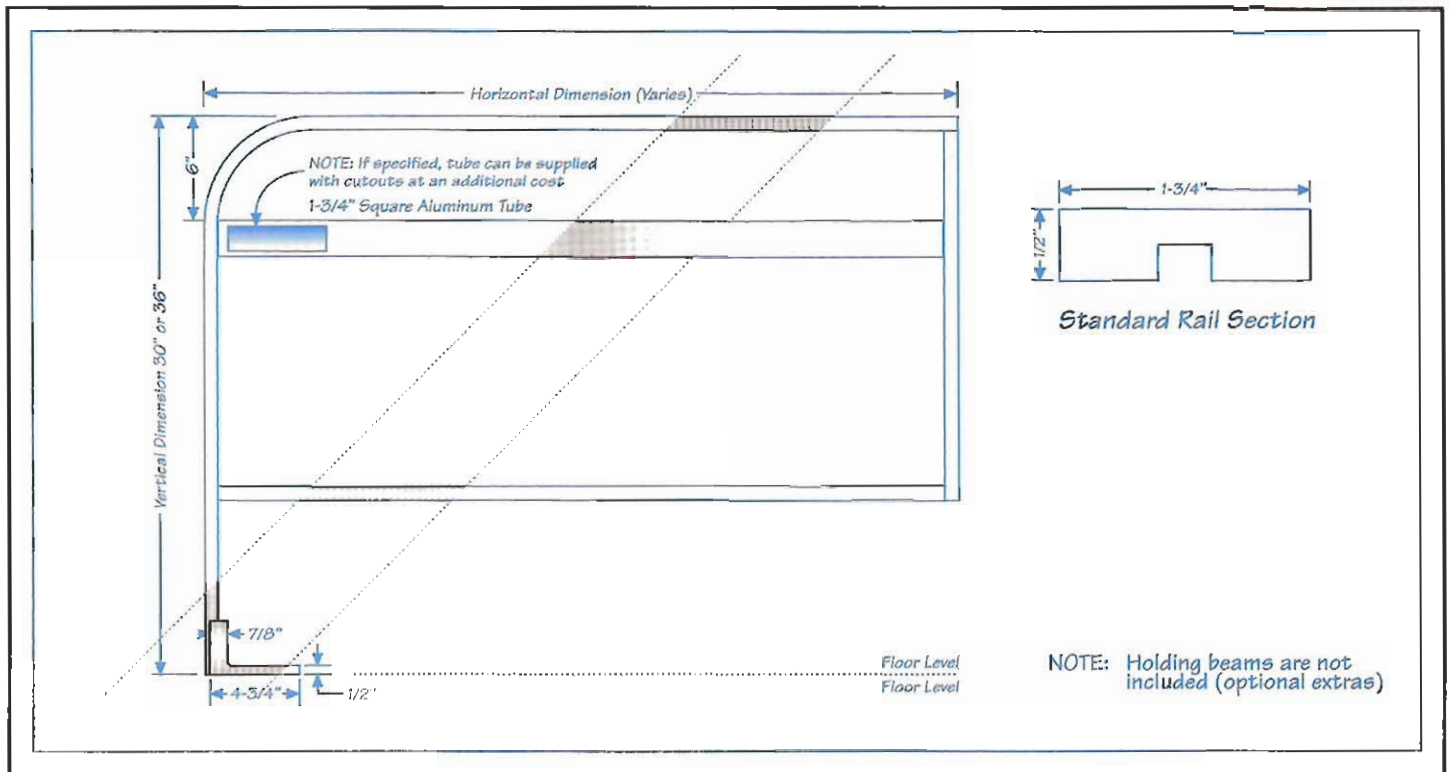 Horizontal Dimension (Varies)
6"
NOTE: If specified, tube can be supplied
with cutouts at an additional cost
1-3/4" Square Aluminum Tube
Vertical Dimension 30" or 36"
1-3/4"
1/2"
Standard Rail Section
7/8"
4-3/4"
1/2"
Floor Level
Floor Level
NOTE: Holding beams are not
included (optional extras)